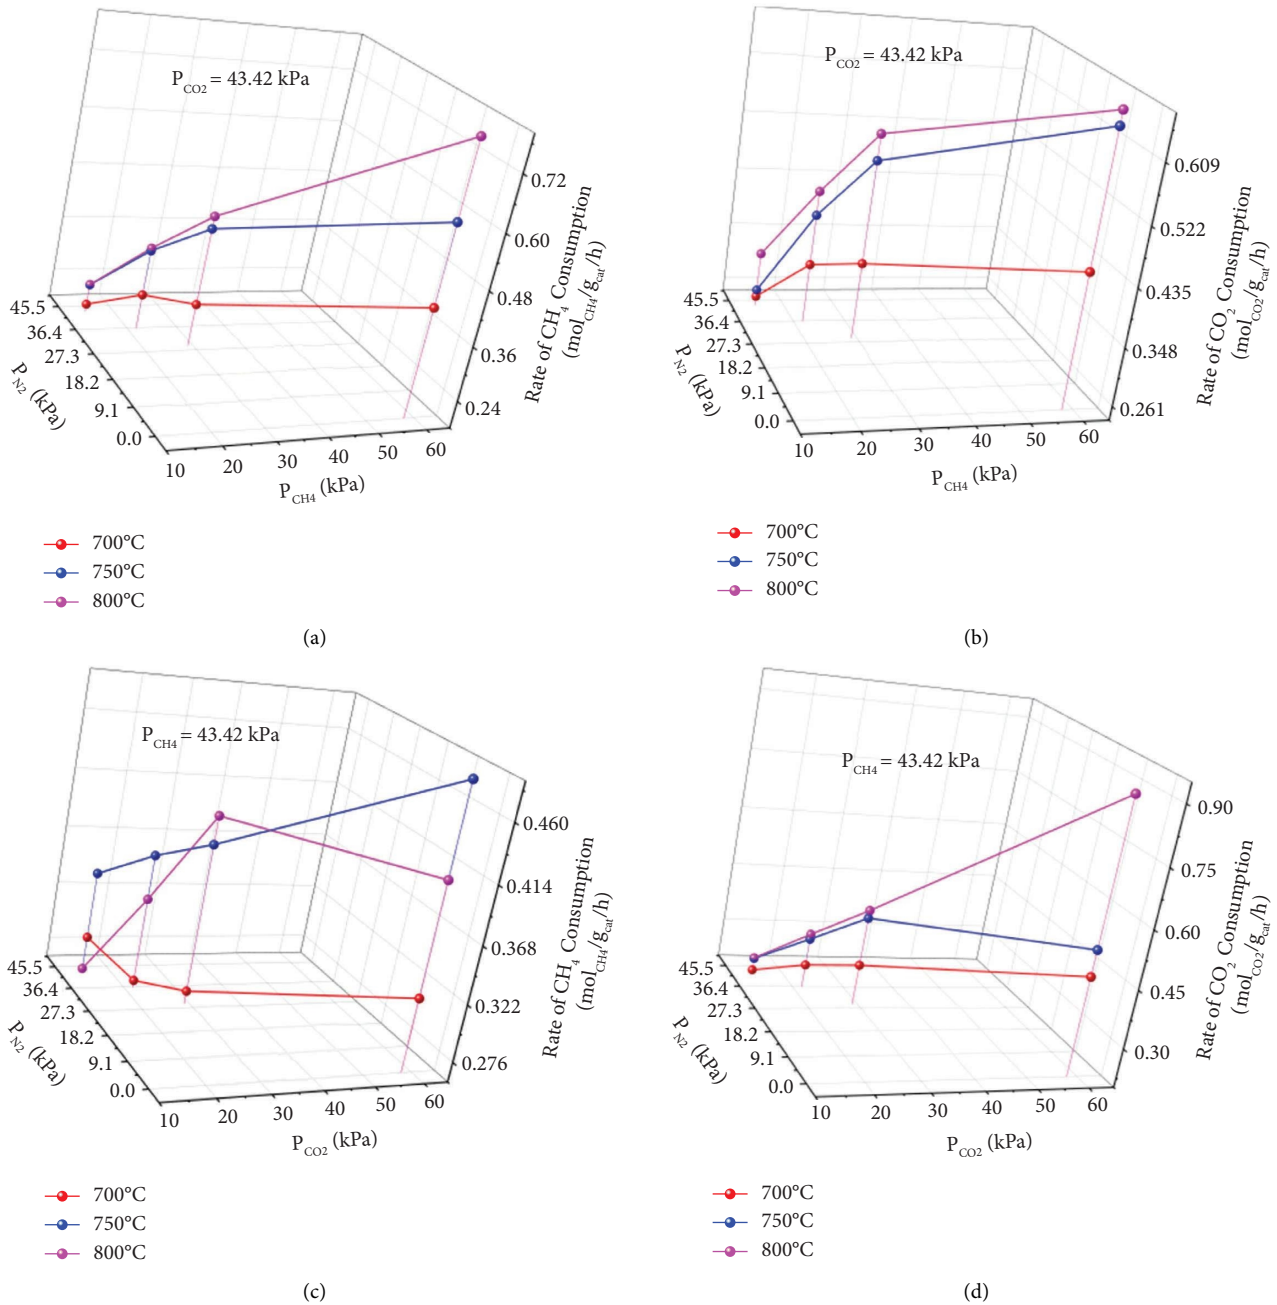 P_CO2 = 43.42 kPa
0.72
0.60
0.48
0.36
0.24
Rate of CH4 Consumption
(mol_CH4/g_cat/h)
45.5
36.4
27.3
18.2
9.1
0.0
P_N2 (kPa)
10
20
30
40
50
60
P_CH4 (kPa)
700°C
750°C
800°C
(a)
P_CO2 = 43.42 kPa
0.609
0.522
0.435
0.348
0.261
Rate of CO2 Consumption
(mol_CO2/g_cat/h)
45.5
36.4
27.3
18.2
9.1
0.0
P_N2 (kPa)
10
20
30
40
50
60
P_CH4 (kPa)
700°C
750°C
800°C
(b)
P_CH4 = 43.42 kPa
0.460
0.414
0.368
0.322
0.276
Rate of CH4 Consumption
(mol_CH4/g_cat/h)
45.5
36.4
27.3
18.2
9.1
0.0
P_N2 (kPa)
10
20
30
40
50
60
P_CO2 (kPa)
700°C
750°C
800°C
(c)
P_CH4 = 43.42 kPa
0.90
0.75
0.60
0.45
0.30
Rate of CO2 Consumption
(mol_CO2/g_cat/h)
45.5
36.4
27.3
18.2
9.1
0.0
P_N2 (kPa)
10
20
30
40
50
60
P_CO2 (kPa)
700°C
750°C
800°C
(d)